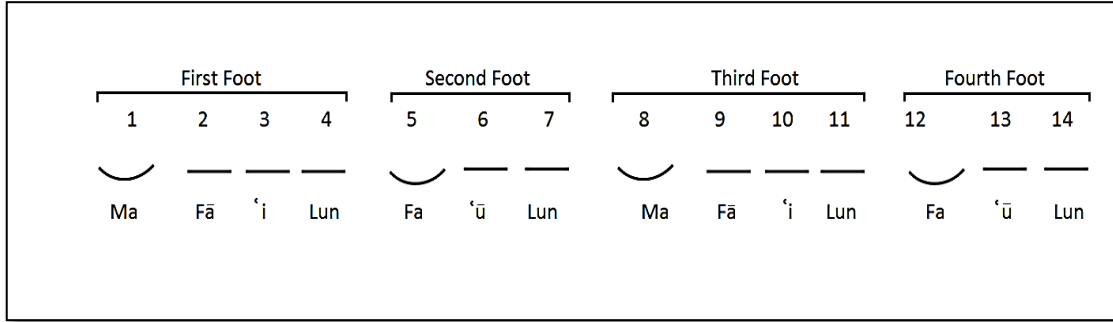 First Foot Second Foot Third Foot Fourth Foot
1 2 3 4 5 6 7 8 9 10 11 12 13 14
Ma Fā ʿi Lun Fa ʿū Lun Ma Fā ʿi Lun Fa ʿū Lun